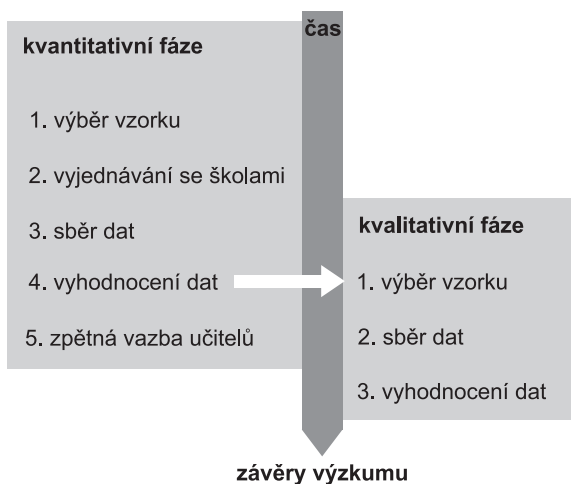 čas
kvantitativní fáze
1. výběr vzorku
2. vyjednávání se školami
3. sběr dat
4. vyhodnocení dat
5. zpětná vazba učitelů
kvalitativní fáze
1. výběr vzorku
2. sběr dat
3. vyhodnocení dat
závěry výzkumu